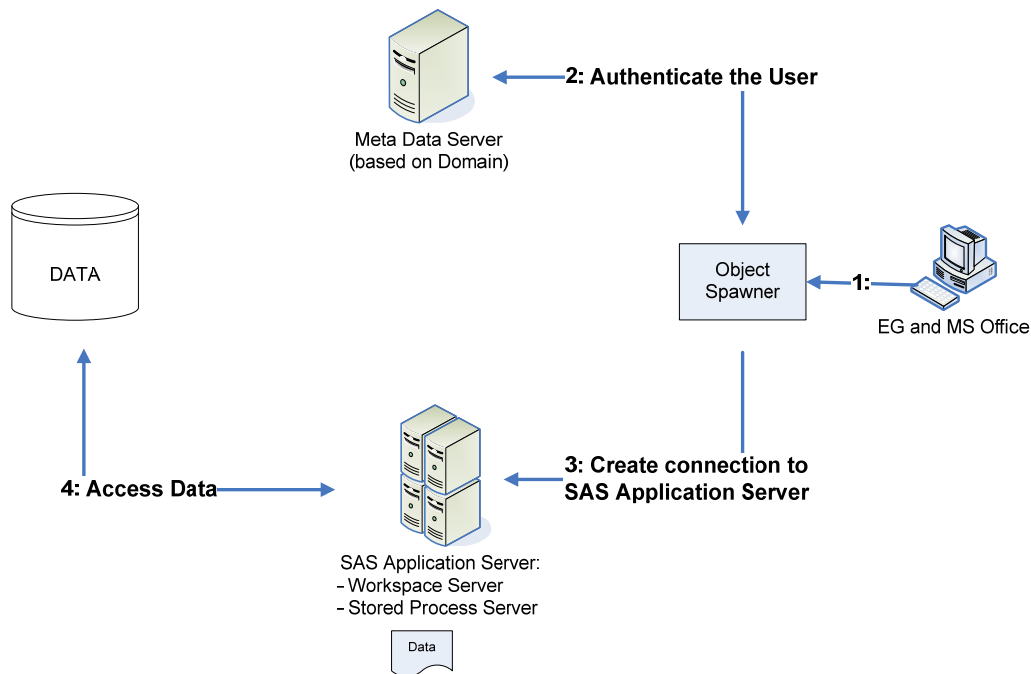 2: Authenticate the User
Meta Data Server
(based on Domain)
DATA
Object
Spawner
1:
EG and MS Office
3: Create connection to
SAS Application Server
4: Access Data
SAS Application Server:
- Workspace Server
- Stored Process Server
Data